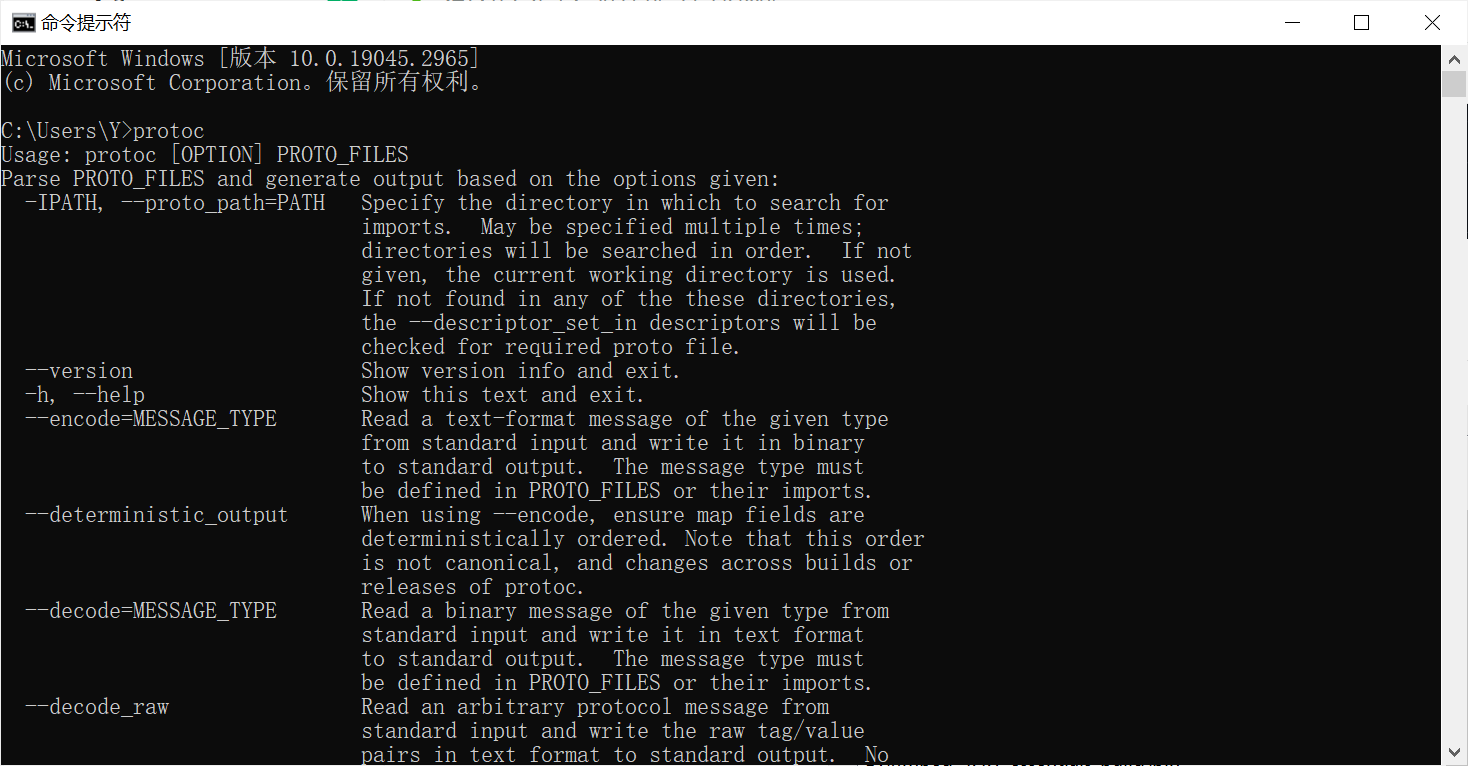 命令提示符
Microsoft Windows [版本 10.0.19045.2965]
(c) Microsoft Corporation。保留所有权利。
C:\Users\Y>protoc
Usage: protoc [OPTION] PROTO_FILES
Parse PROTO_FILES and generate output based on the options given:
  -IPATH, --proto_path=PATH   Specify the directory in which to search for
                              imports.  May be specified multiple times;
                              directories will be searched in order.  If not
                              given, the current working directory is used.
                              If not found in any of the these directories,
                              the --descriptor_set_in descriptors will be
                              checked for required proto file.
  --version                   Show version info and exit.
  -h, --help                  Show this text and exit.
  --encode=MESSAGE_TYPE       Read a text-format message of the given type
                              from standard input and write it in binary
                              to standard output.  The message type must
                              be defined in PROTO_FILES or their imports.
  --deterministic_output      When using --encode, ensure map fields are
                              deterministically ordered. Note that this order
                              is not canonical, and changes across builds or
                              releases of protoc.
  --decode=MESSAGE_TYPE       Read a binary message of the given type from
                              standard input and write it in text format
                              to standard output.  The message type must
                              be defined in PROTO_FILES or their imports.
  --decode_raw                Read an arbitrary protocol message from
                              standard input and write the raw tag/value
                              pairs in text format to standard output.  No